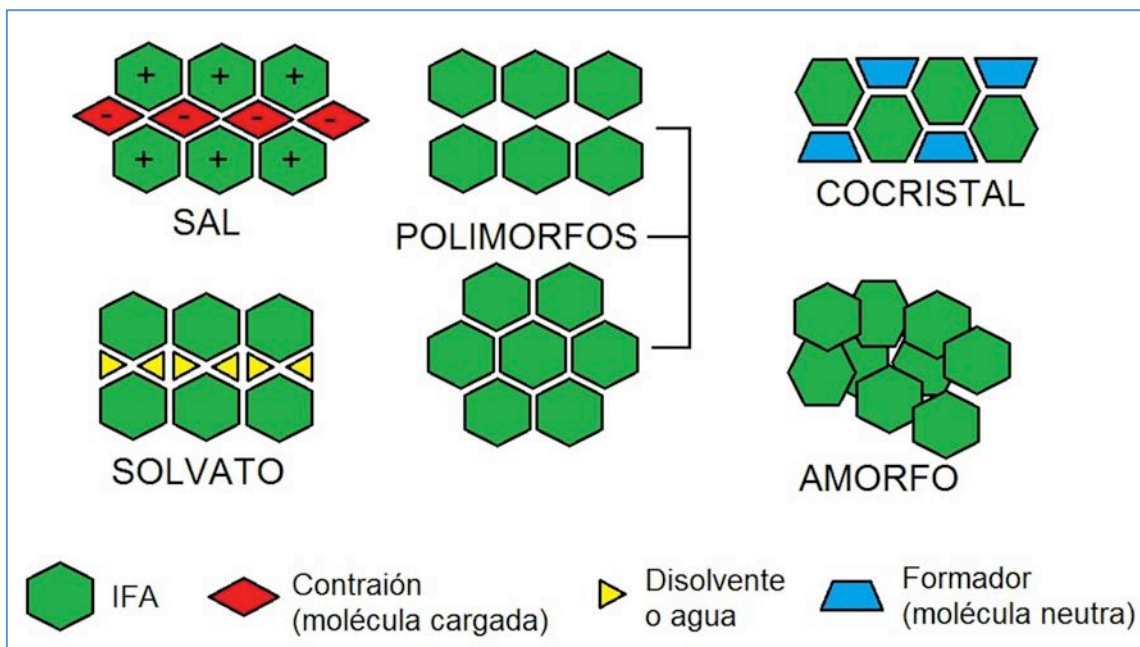 + + +
- - - -
+ + +
SAL
POLIMORFOS
COCRISTAL
SOLVATO
AMORFO
IFA
Contraión
(molécula cargada)
Disolvente
o agua
Formador
(molécula neutra)